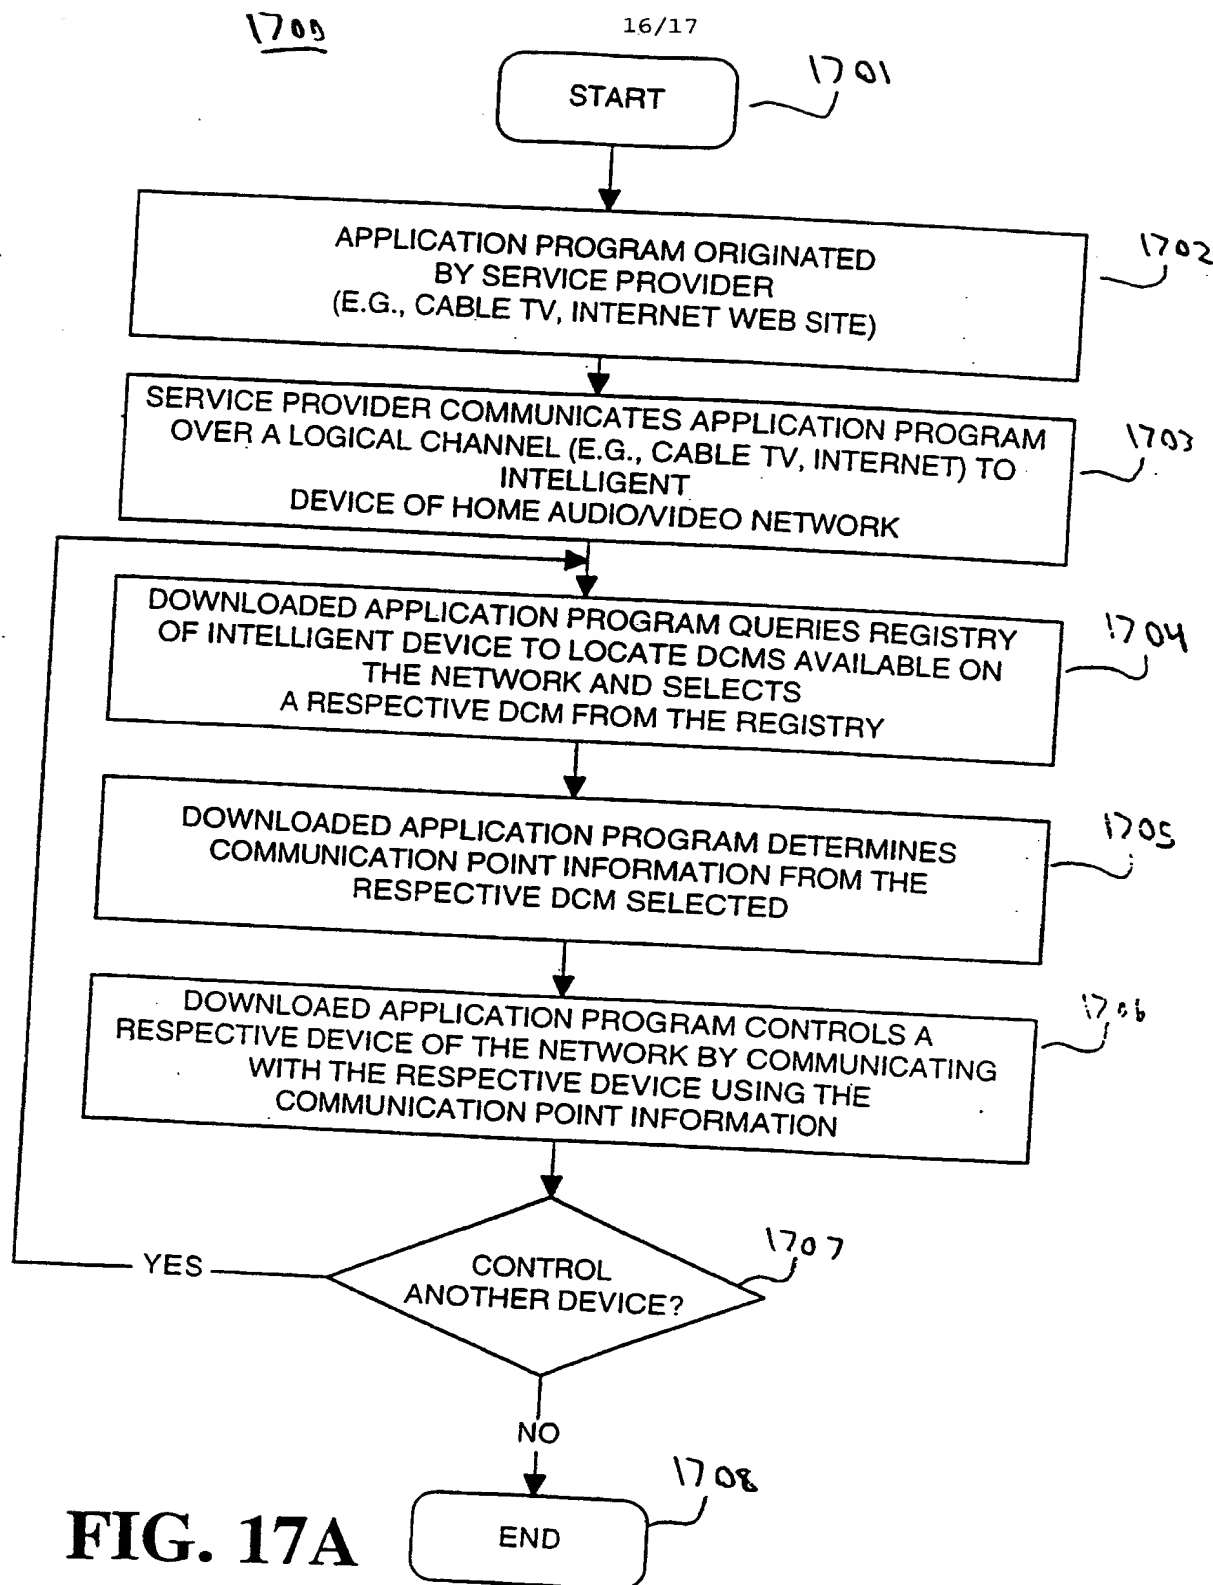 1700
16/17
START
1701
APPLICATION PROGRAM ORIGINATED
BY SERVICE PROVIDER
(E.G., CABLE TV, INTERNET WEB SITE)
1702
SERVICE PROVIDER COMMUNICATES APPLICATION PROGRAM
OVER A LOGICAL CHANNEL (E.G., CABLE TV, INTERNET) TO
INTELLIGENT
DEVICE OF HOME AUDIO/VIDEO NETWORK
1703
DOWNLOADED APPLICATION PROGRAM QUERIES REGISTRY
OF INTELLIGENT DEVICE TO LOCATE DCMS AVAILABLE ON
THE NETWORK AND SELECTS
A RESPECTIVE DCM FROM THE REGISTRY
1704
DOWNLOADED APPLICATION PROGRAM DETERMINES
COMMUNICATION POINT INFORMATION FROM THE
RESPECTIVE DCM SELECTED
1705
DOWNLOAED APPLICATION PROGRAM CONTROLS A
RESPECTIVE DEVICE OF THE NETWORK BY COMMUNICATING
WITH THE RESPECTIVE DEVICE USING THE
COMMUNICATION POINT INFORMATION
1706
YES
CONTROL
ANOTHER DEVICE?
1707
NO
END
1708
FIG. 17A